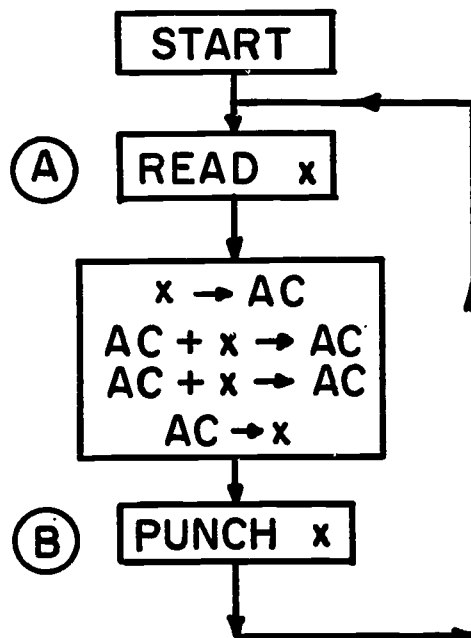 START
A
READ x
x → AC
AC + x → AC
AC + x → AC
AC → x
B
PUNCH x